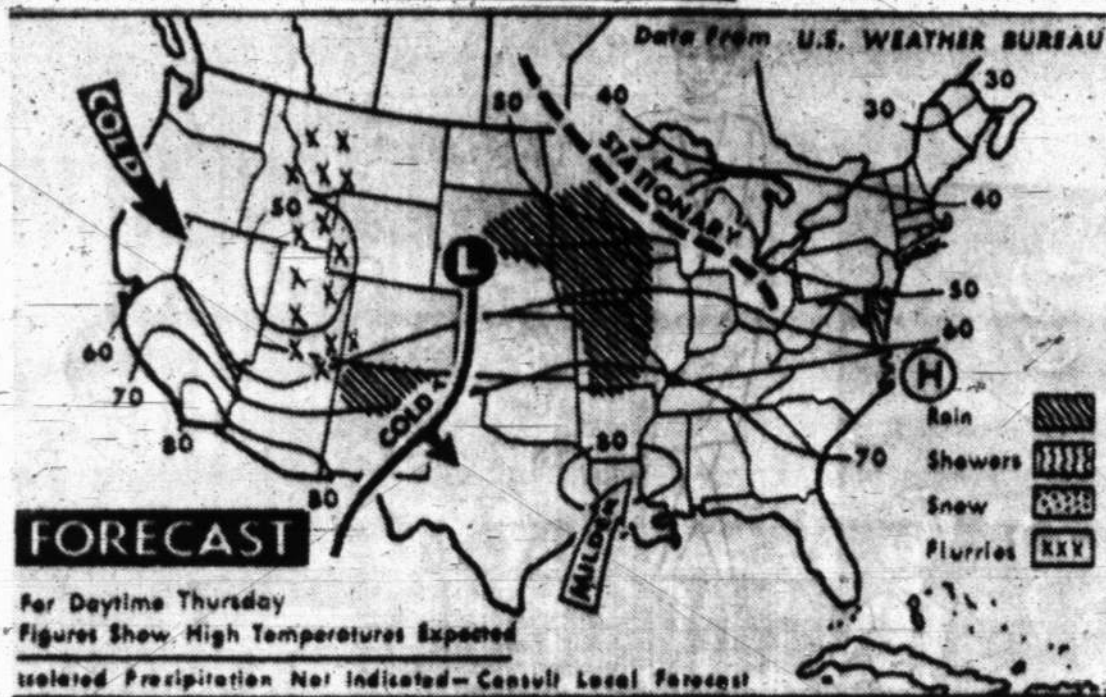 Data From U.S. WEATHER BUREAU
30
COLD
50
40
30
STATIONARY
50
40
L
50
60
60
H
70
COLD
Rain
80
80
70
Showers
80
Snow
FORECAST
MILDER
Flurries
For Daytime Thursday
Figures Show High Temperatures Expected
Isolated Precipitation Not Indicated—Consult Local Forecast